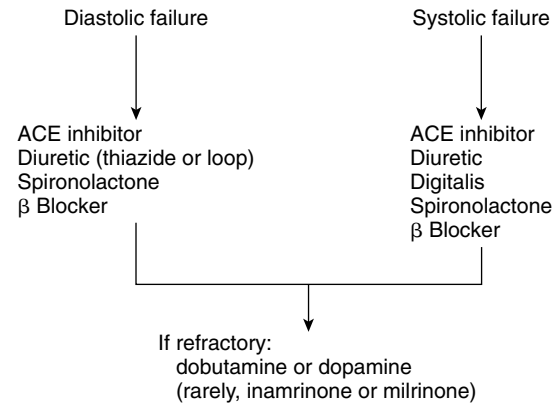 Diastolic failure
ACE inhibitor
Diuretic (thiazide or loop)
Spironolactone
β Blocker
Systolic failure
ACE inhibitor
Diuretic
Digitalis
Spironolactone
β Blocker
If refractory:
dobutamine or dopamine
(rarely, inamrinone or milrinone)